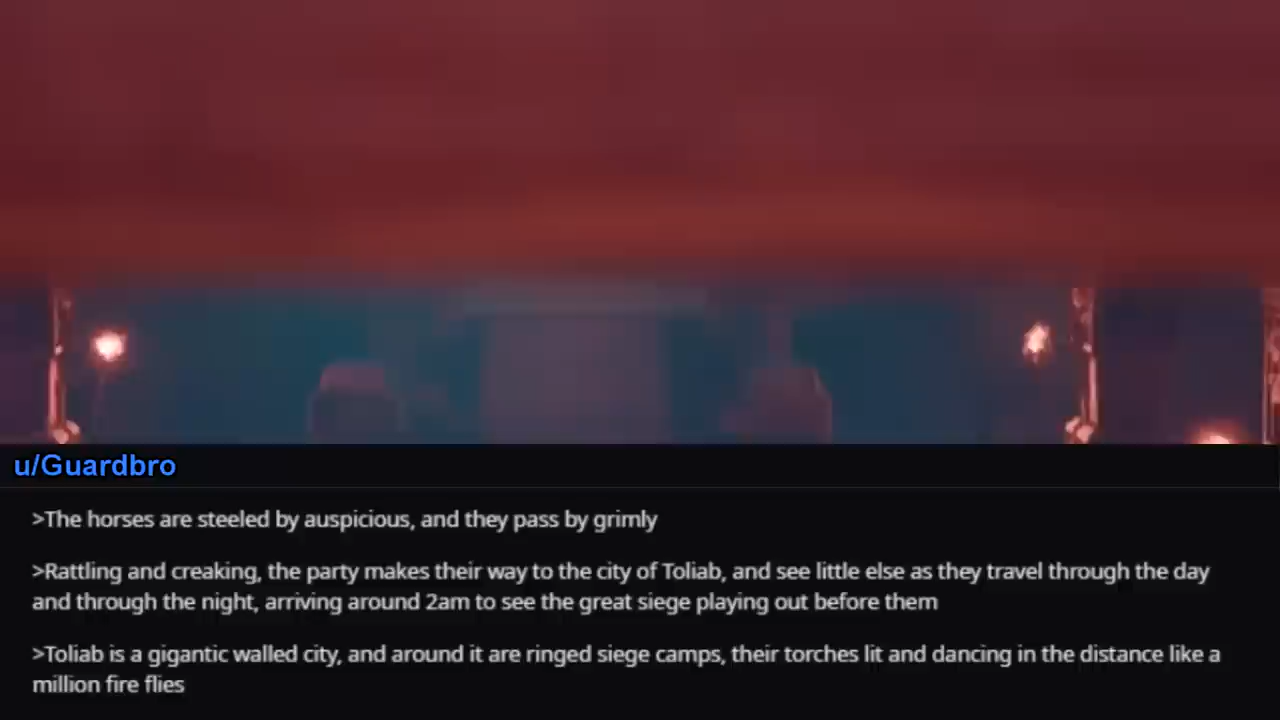 u/Guardbro
>The horses are steeled by auspicious, and they pass by grimly
>Rattling and creaking, the party makes their way to the city of Toliab, and see little else as they travel through the day
and through the night, arriving around 2am to see the great siege playing out before them
>Toliab is a gigantic walled city, and around it are ringed siege camps, their torches lit and dancing in the distance like a
million fire flies